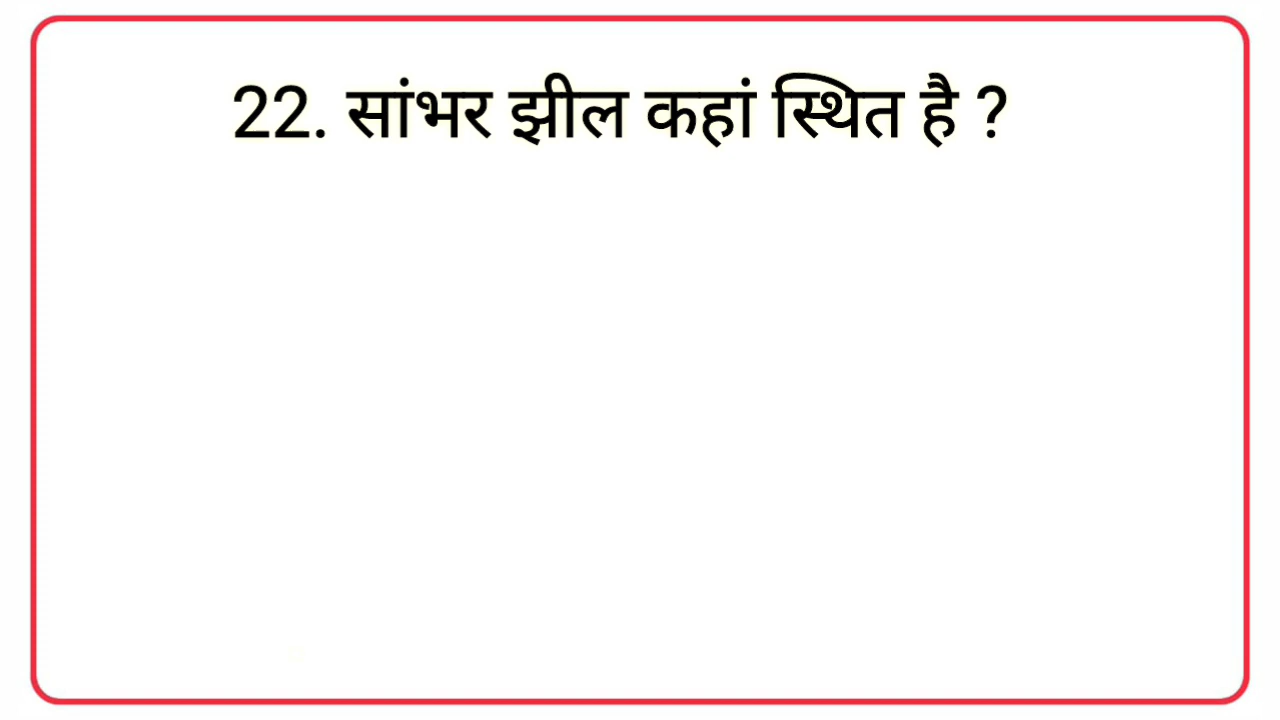 22. सांभर झील कहां स्थित है ?